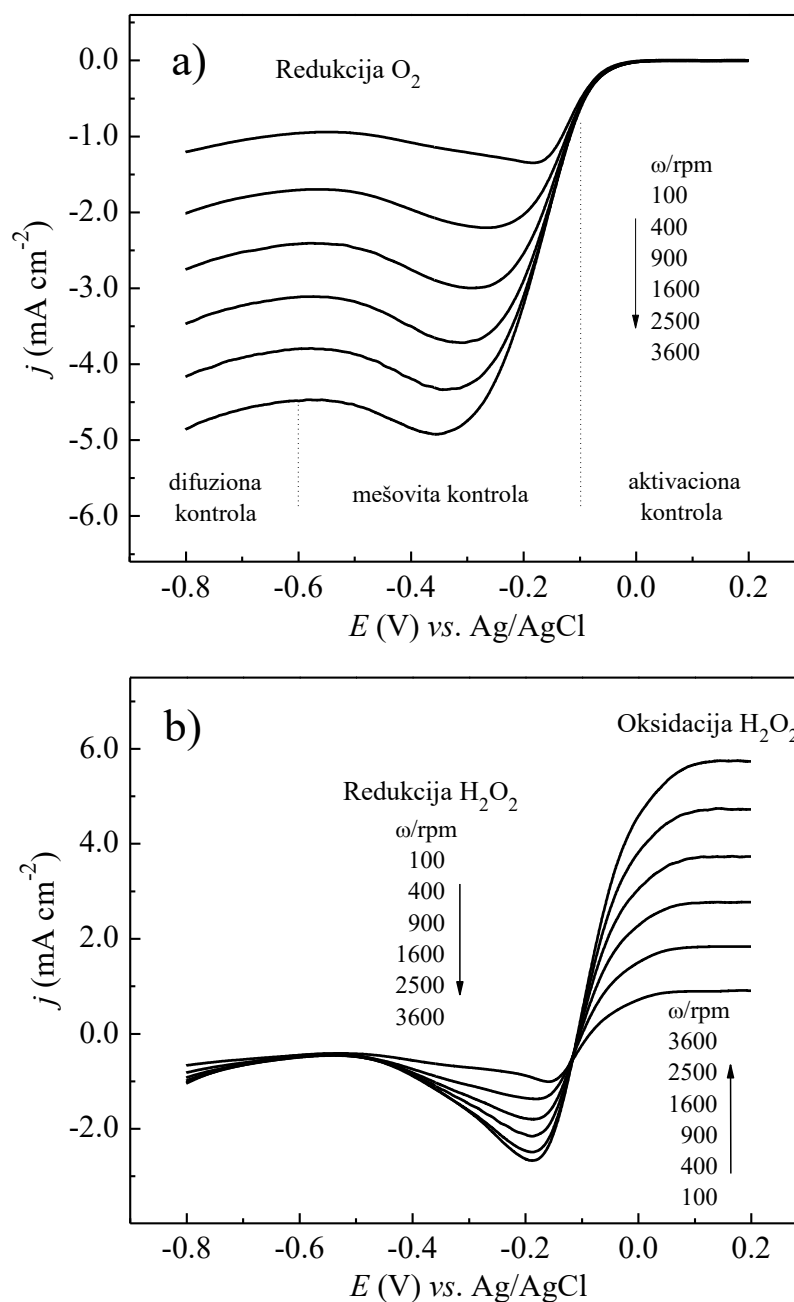 a)
Redukcija O₂
0.0
-1.0
-2.0
-3.0
-4.0
-5.0
-6.0
j (mA cm⁻²)
ω/rpm
100
400
900
1600
2500
3600
difuziona
kontrola
mešovita kontrola
aktivaciona
kontrola
-0.8 -0.6 -0.4 -0.2 0.0 0.2
E (V) vs. Ag/AgCl
b)
Oksidacija H₂O₂
6.0
4.0
2.0
0.0
-2.0
j (mA cm⁻²)
Redukcija H₂O₂
ω/rpm
100
400
900
1600
2500
3600
ω/rpm
3600
2500
1600
900
400
100
-0.8 -0.6 -0.4 -0.2 0.0 0.2
E (V) vs. Ag/AgCl